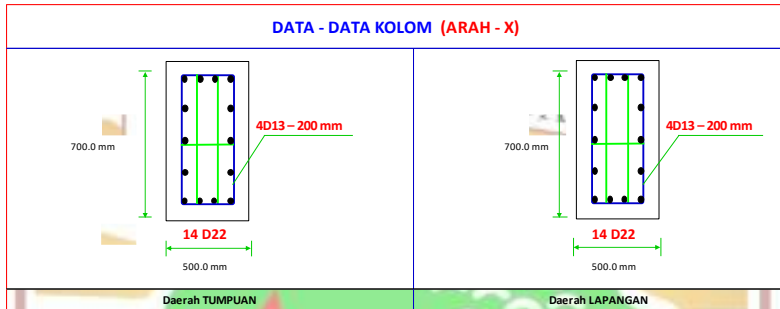 DATA - DATA KOLOM (ARAH - X)
4D13 – 200 mm
700.0 mm
14 D22
500.0 mm
Daerah TUMPUAN
4D13 – 200 mm
700.0 mm
14 D22
500.0 mm
Daerah LAPANGAN